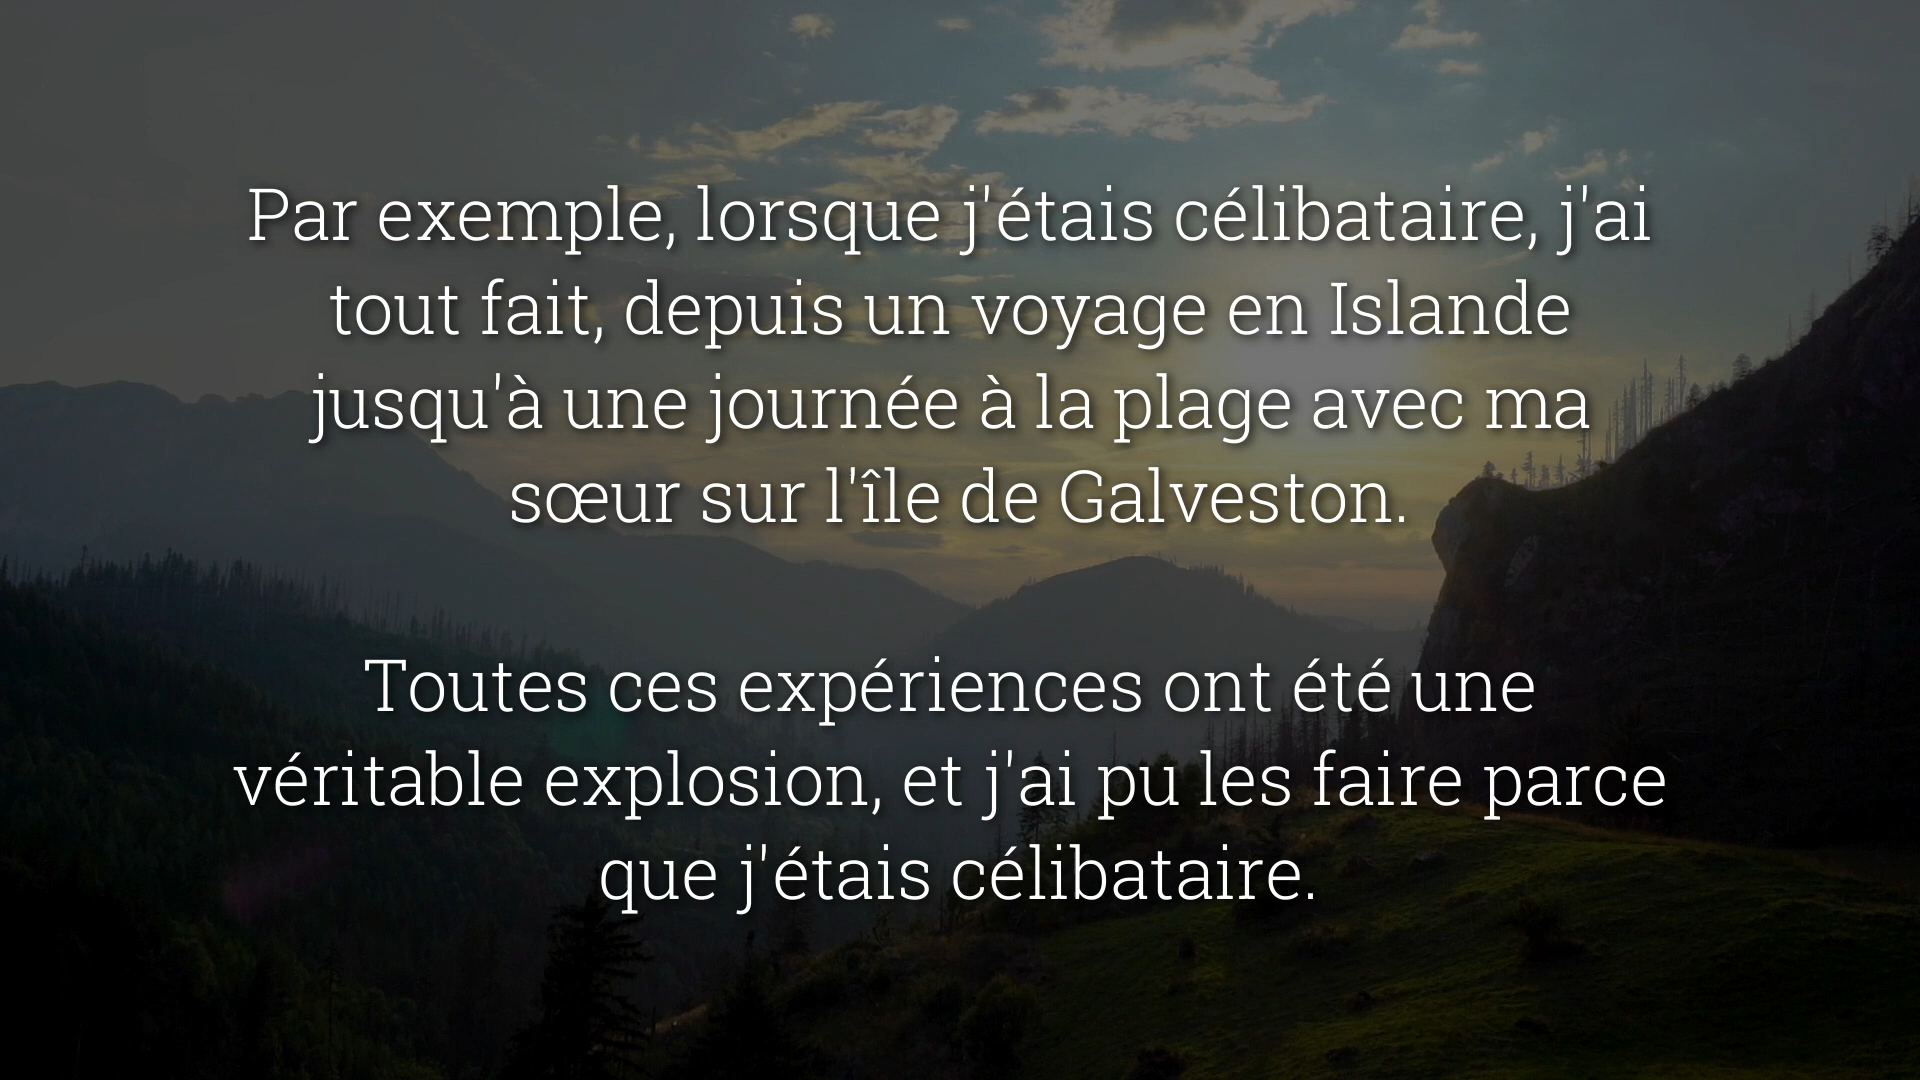 Par exemple, lorsque j'étais célibataire, j'ai
tout fait, depuis un voyage en Islande
jusqu'à une journée à la plage avec ma
sœur sur l'île de Galveston.
Toutes ces expériences ont été une
véritable explosion, et j'ai pu les faire parce
que j'étais célibataire.